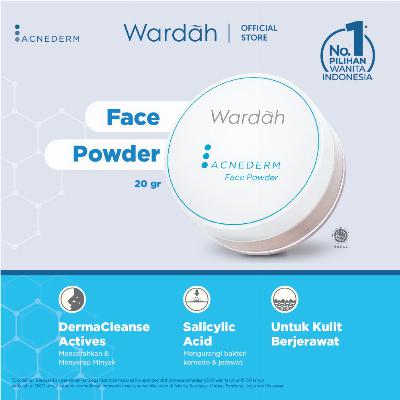 ACNEDERM
Wardah
OFFICIAL
STORE
No.1
PILIHAN
WANITA
INDONESIA
Face
Powder
20 gr
Wardah
ACNEDERM
Face Powder
DermaCleanse
Actives
Mencerahkan &
Menyerap Minyak
Salicylic
Acid
Mengurangi bakteri
komedo & jerawat
Untuk Kulit
Berjerawat